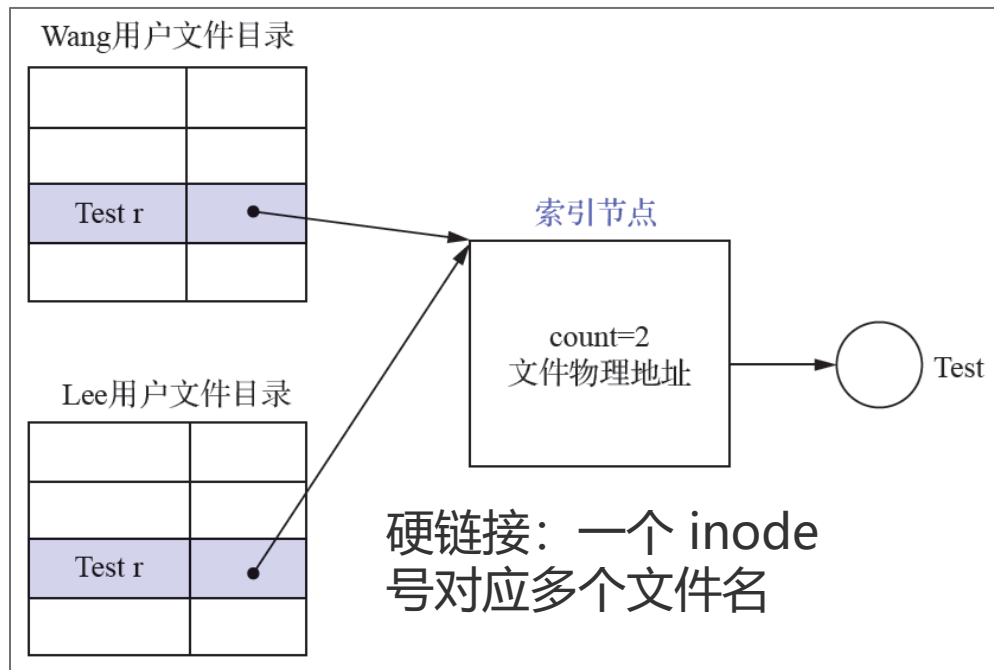 Wang用户文件目录
Test r
索引节点
count=2
文件物理地址
Test
Lee用户文件目录
Test r
硬链接：一个 inode
号对应多个文件名